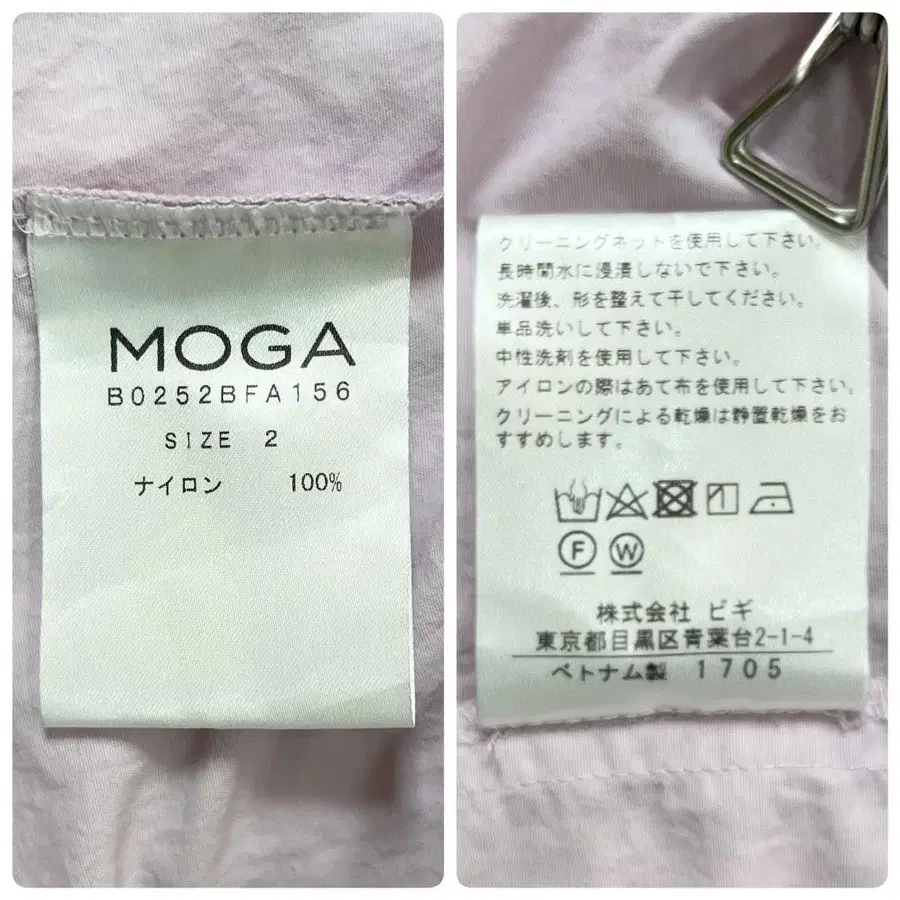 MOGA
B0252BFA156
SIZE 2
ナイロン 100%
クリーニングネットを使用して下さい。
長時間水に浸漬しないで下さい。
洗濯後、形を整えて干してください。
単品洗いして下さい。
中性洗剤を使用して下さい。
アイロンの際はあて布を使用して下さい。
クリーニングによる乾燥は静置乾燥をお
すすめします。
F W
株式会社 ビギ
東京都目黒区青葉台2-1-4
ベトナム製 1705